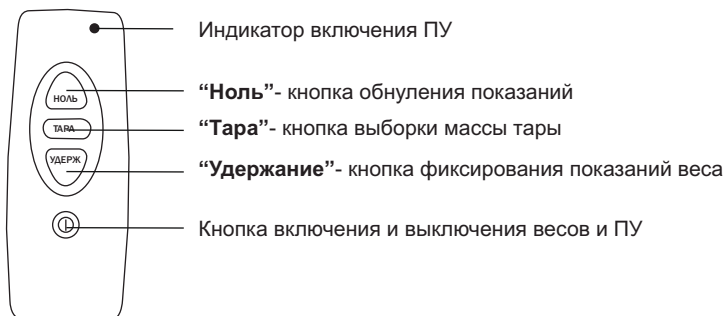 Индикатор включения ПУ
НОЛЬ
“Ноль”- кнопка обнуления показаний
ТАРА
“Тара”- кнопка выборки массы тары
УДЕРЖ
“Удержание”- кнопка фиксирования показаний веса
Кнопка включения и выключения весов и ПУ